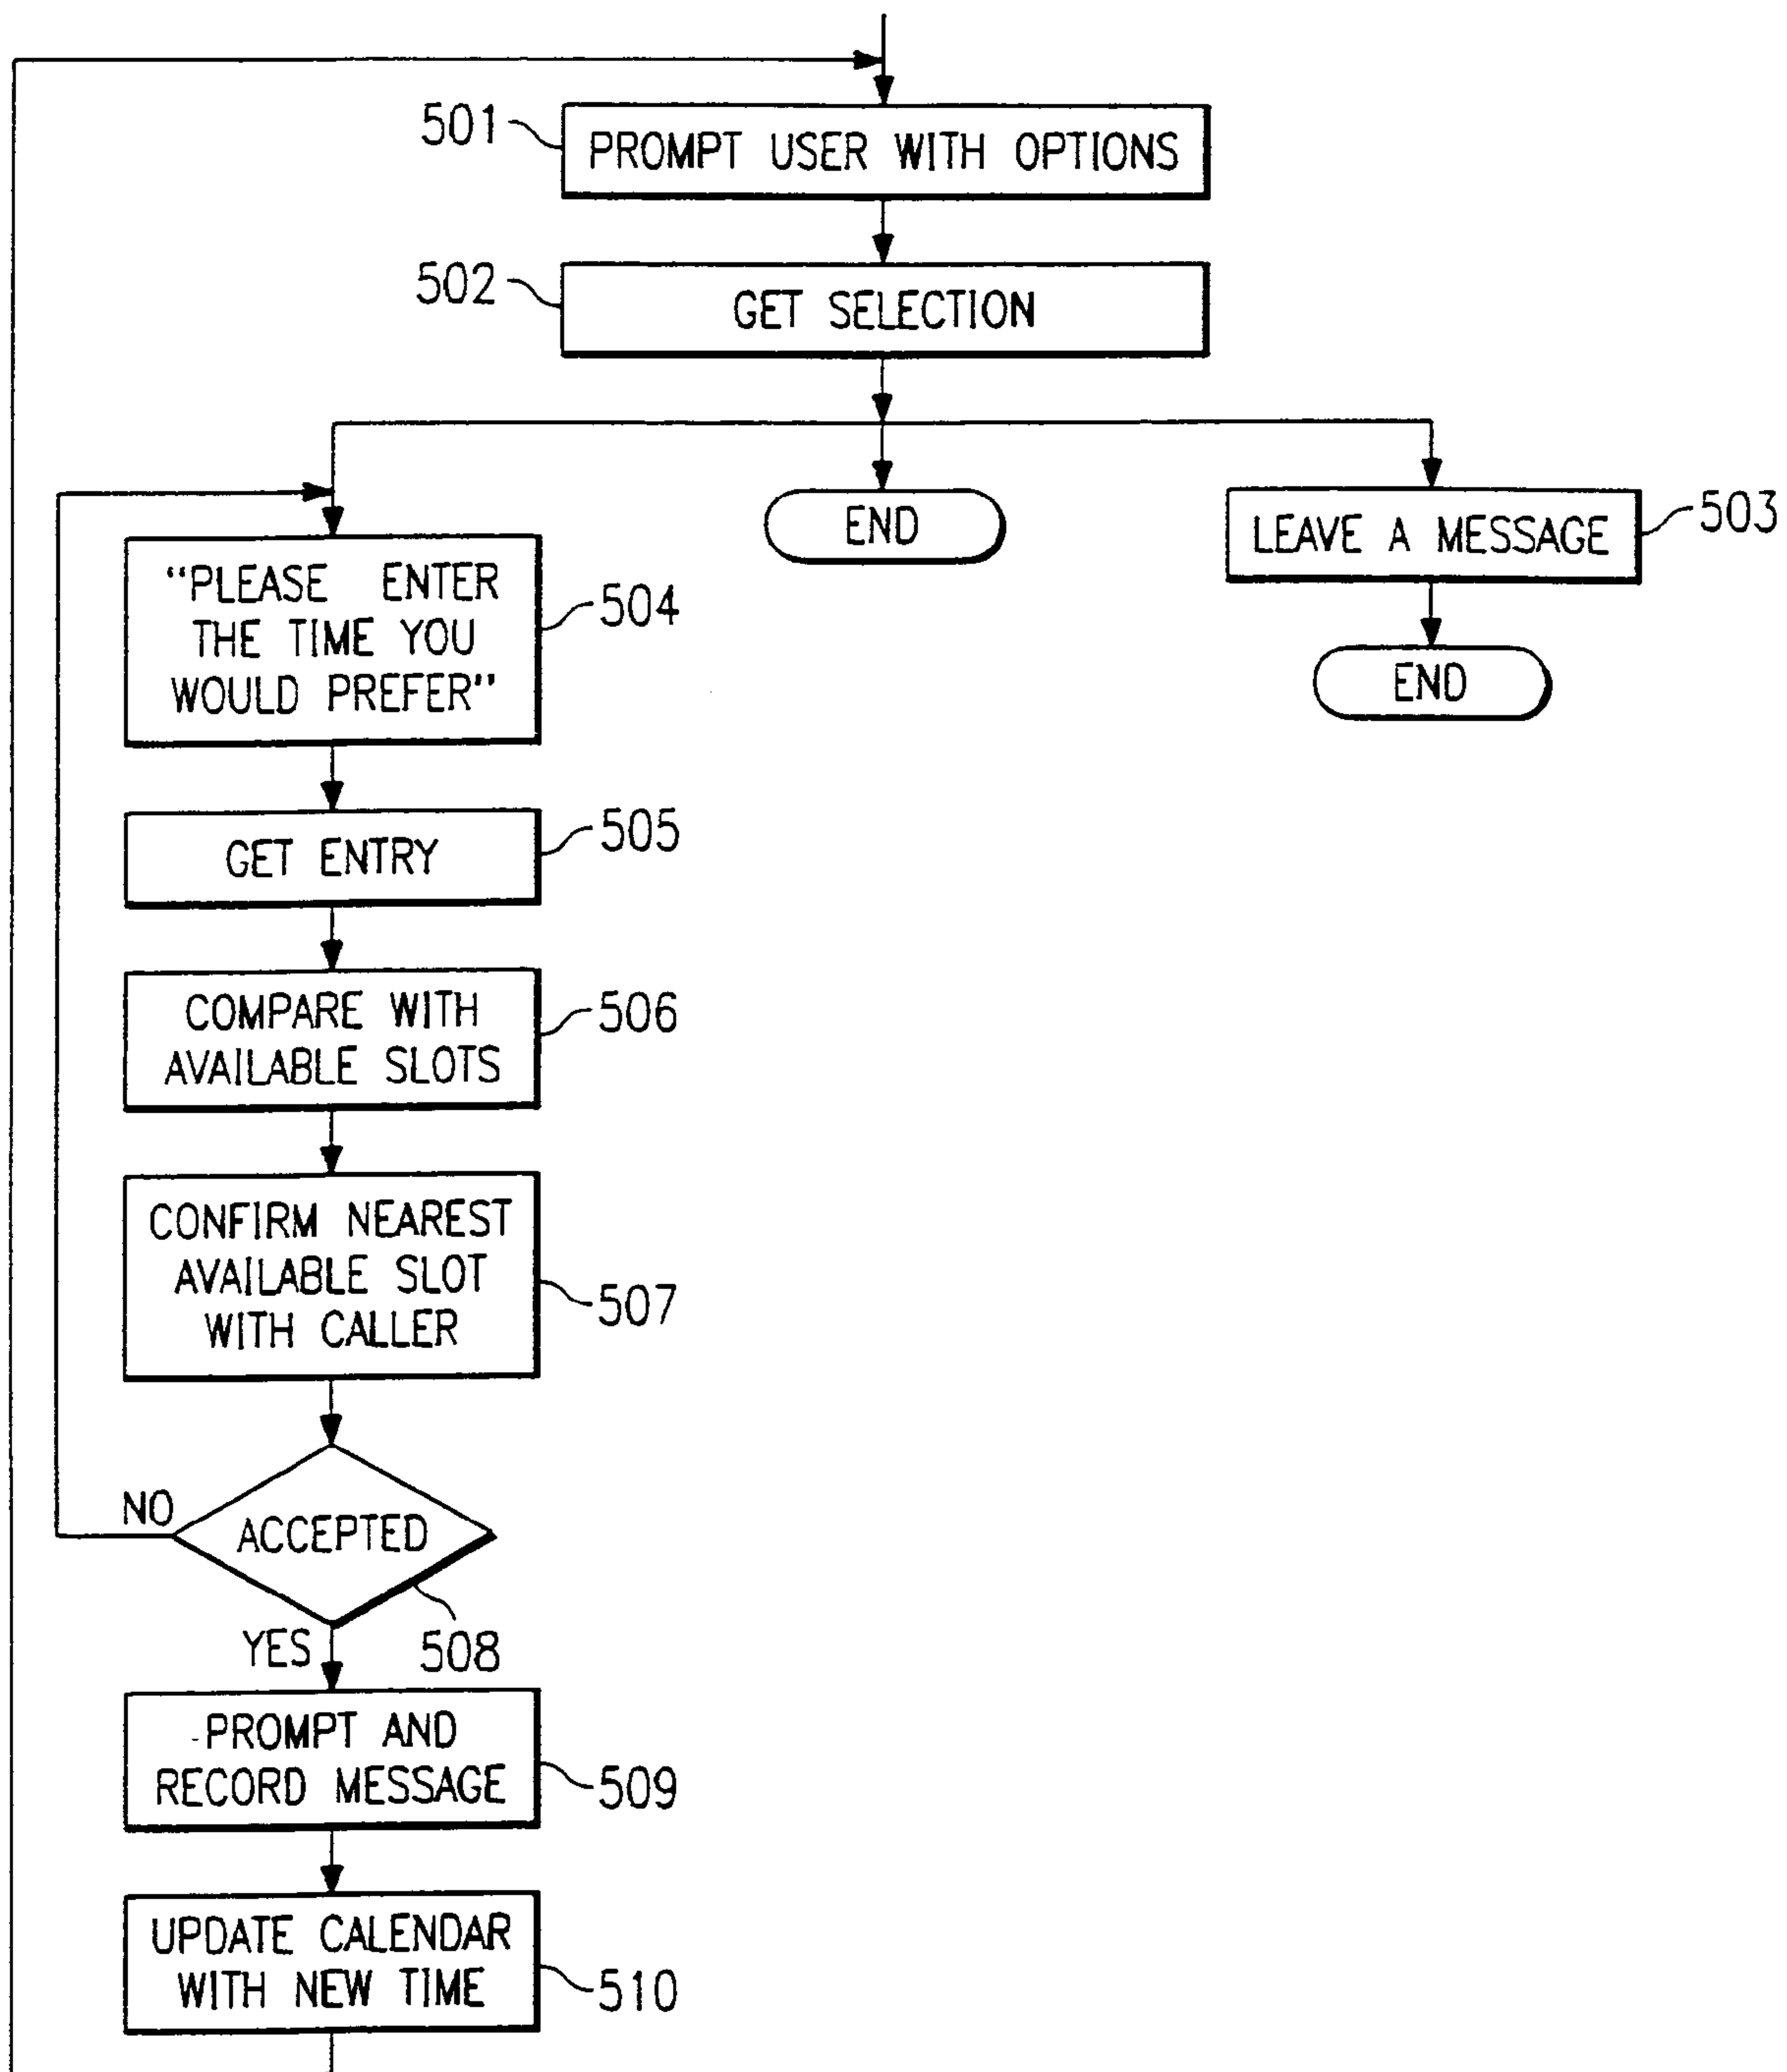 501
PROMPT USER WITH OPTIONS
502
GET SELECTION
END
LEAVE A MESSAGE
503
END
“PLEASE ENTER
THE TIME YOU
WOULD PREFER”
504
GET ENTRY
505
COMPARE WITH
AVAILABLE SLOTS
506
CONFIRM NEAREST
AVAILABLE SLOT
WITH CALLER
507
NO
ACCEPTED
YES
508
PROMPT AND
RECORD MESSAGE
509
UPDATE CALENDAR
WITH NEW TIME
510